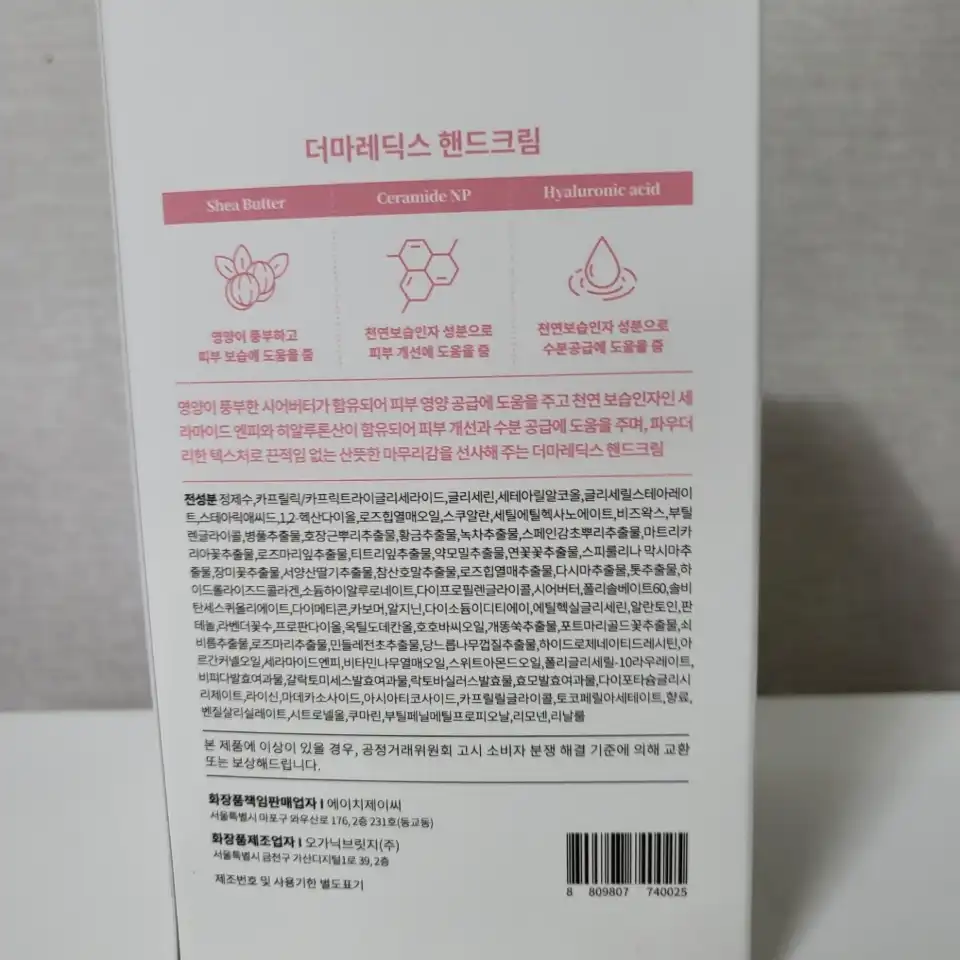 더마레딕스 핸드크림
Shea Butter
Ceramide NP
Hyaluronic acid
영양이 풍부하고
피부 보습에 도움을 줌
천연보습인자 성분으로
피부 개선에 도움을 줌
천연보습인자 성분으로
수분공급에 도움을 줌
영양이 풍부한 시어버터가 함유되어 피부 영양 공급에 도움을 주고 천연 보습인자인 세
라마이드 엔피와 히알루론산이 함유되어 피부 개선과 수분 공급에 도움을 주며, 파우더
리한 텍스처로 끈적임 없는 산뜻한 마무리감을 선사해 주는 더마레딕스 핸드크림
전성분 정제수,카프릴릭/카프릭트라이글리세라이드,글리세린,세테아릴알코올,글리세릴스테아레이
트,스테아릭애씨드,1,2-헥산다이올,로즈힙열매오일,스쿠알란,세틸에틸헥사노에이트,비즈왁스,부틸
렌글라이콜,병풀추출물,호장근뿌리추출물,황금추출물,녹차추출물,스페인감초뿌리추출물,마트리카
리아꽃추출물,로즈마리잎추출물,티트리잎추출물,약모밀추출물,연꽃꽃추출물,스피룰리나 막시마추
출물,장미꽃추출물,서양산딸기추출물,참산호말추출물,로즈힙열매추출물,다시마추출물,톳추출물,하
이드롤라이즈드콜라겐,소듐하이알루로네이트,다이프로필렌글라이콜,시어버터,폴리솔베이트60,솔비
탄세스퀴올리에이트,다이메티콘,카보머,알지닌,다이소듐이디티에이,에틸헥실글리세린,알란토인,판
테놀,라벤더꽃수,프로판다이올,옥틸도데칸올,호호바씨오일,개똥쑥추출물,포트마리골드꽃추출물,쇠
비름추출물,로즈마리추출물,민들레전초추출물,당느릅나무껍질추출물,하이드로제네이티드레시틴,아
르간커넬오일,세라마이드엔피,비타민나무열매오일,스위트아몬드오일,폴리글리세릴-10라우레이트,
비피다발효여과물,갈락토미세스발효여과물,락토바실러스발효물,효모발효여과물,다이포타슘글리시
리제이트,라이신,마데카소사이드,아시아티코사이드,카프릴릴글라이콜,토코페릴아세테이트,향료,
벤질살리실레이트,시트로넬올,쿠마린,부틸페닐메틸프로피오날,리모넨,리날룰
본 제품에 이상이 있을 경우, 공정거래위원회 고시 소비자 분쟁 해결 기준에 의해 교환
또는 보상해드립니다.
화장품책임판매업자 I 에이치제이씨
서울특별시 마포구 와우산로 176, 2층 231호(동교동)
화장품제조업자 I 오가닉브릿지(주)
서울특별시 금천구 가산디지털1로 39, 2층
제조번호 및 사용기한 별도표기
8 809807 740025